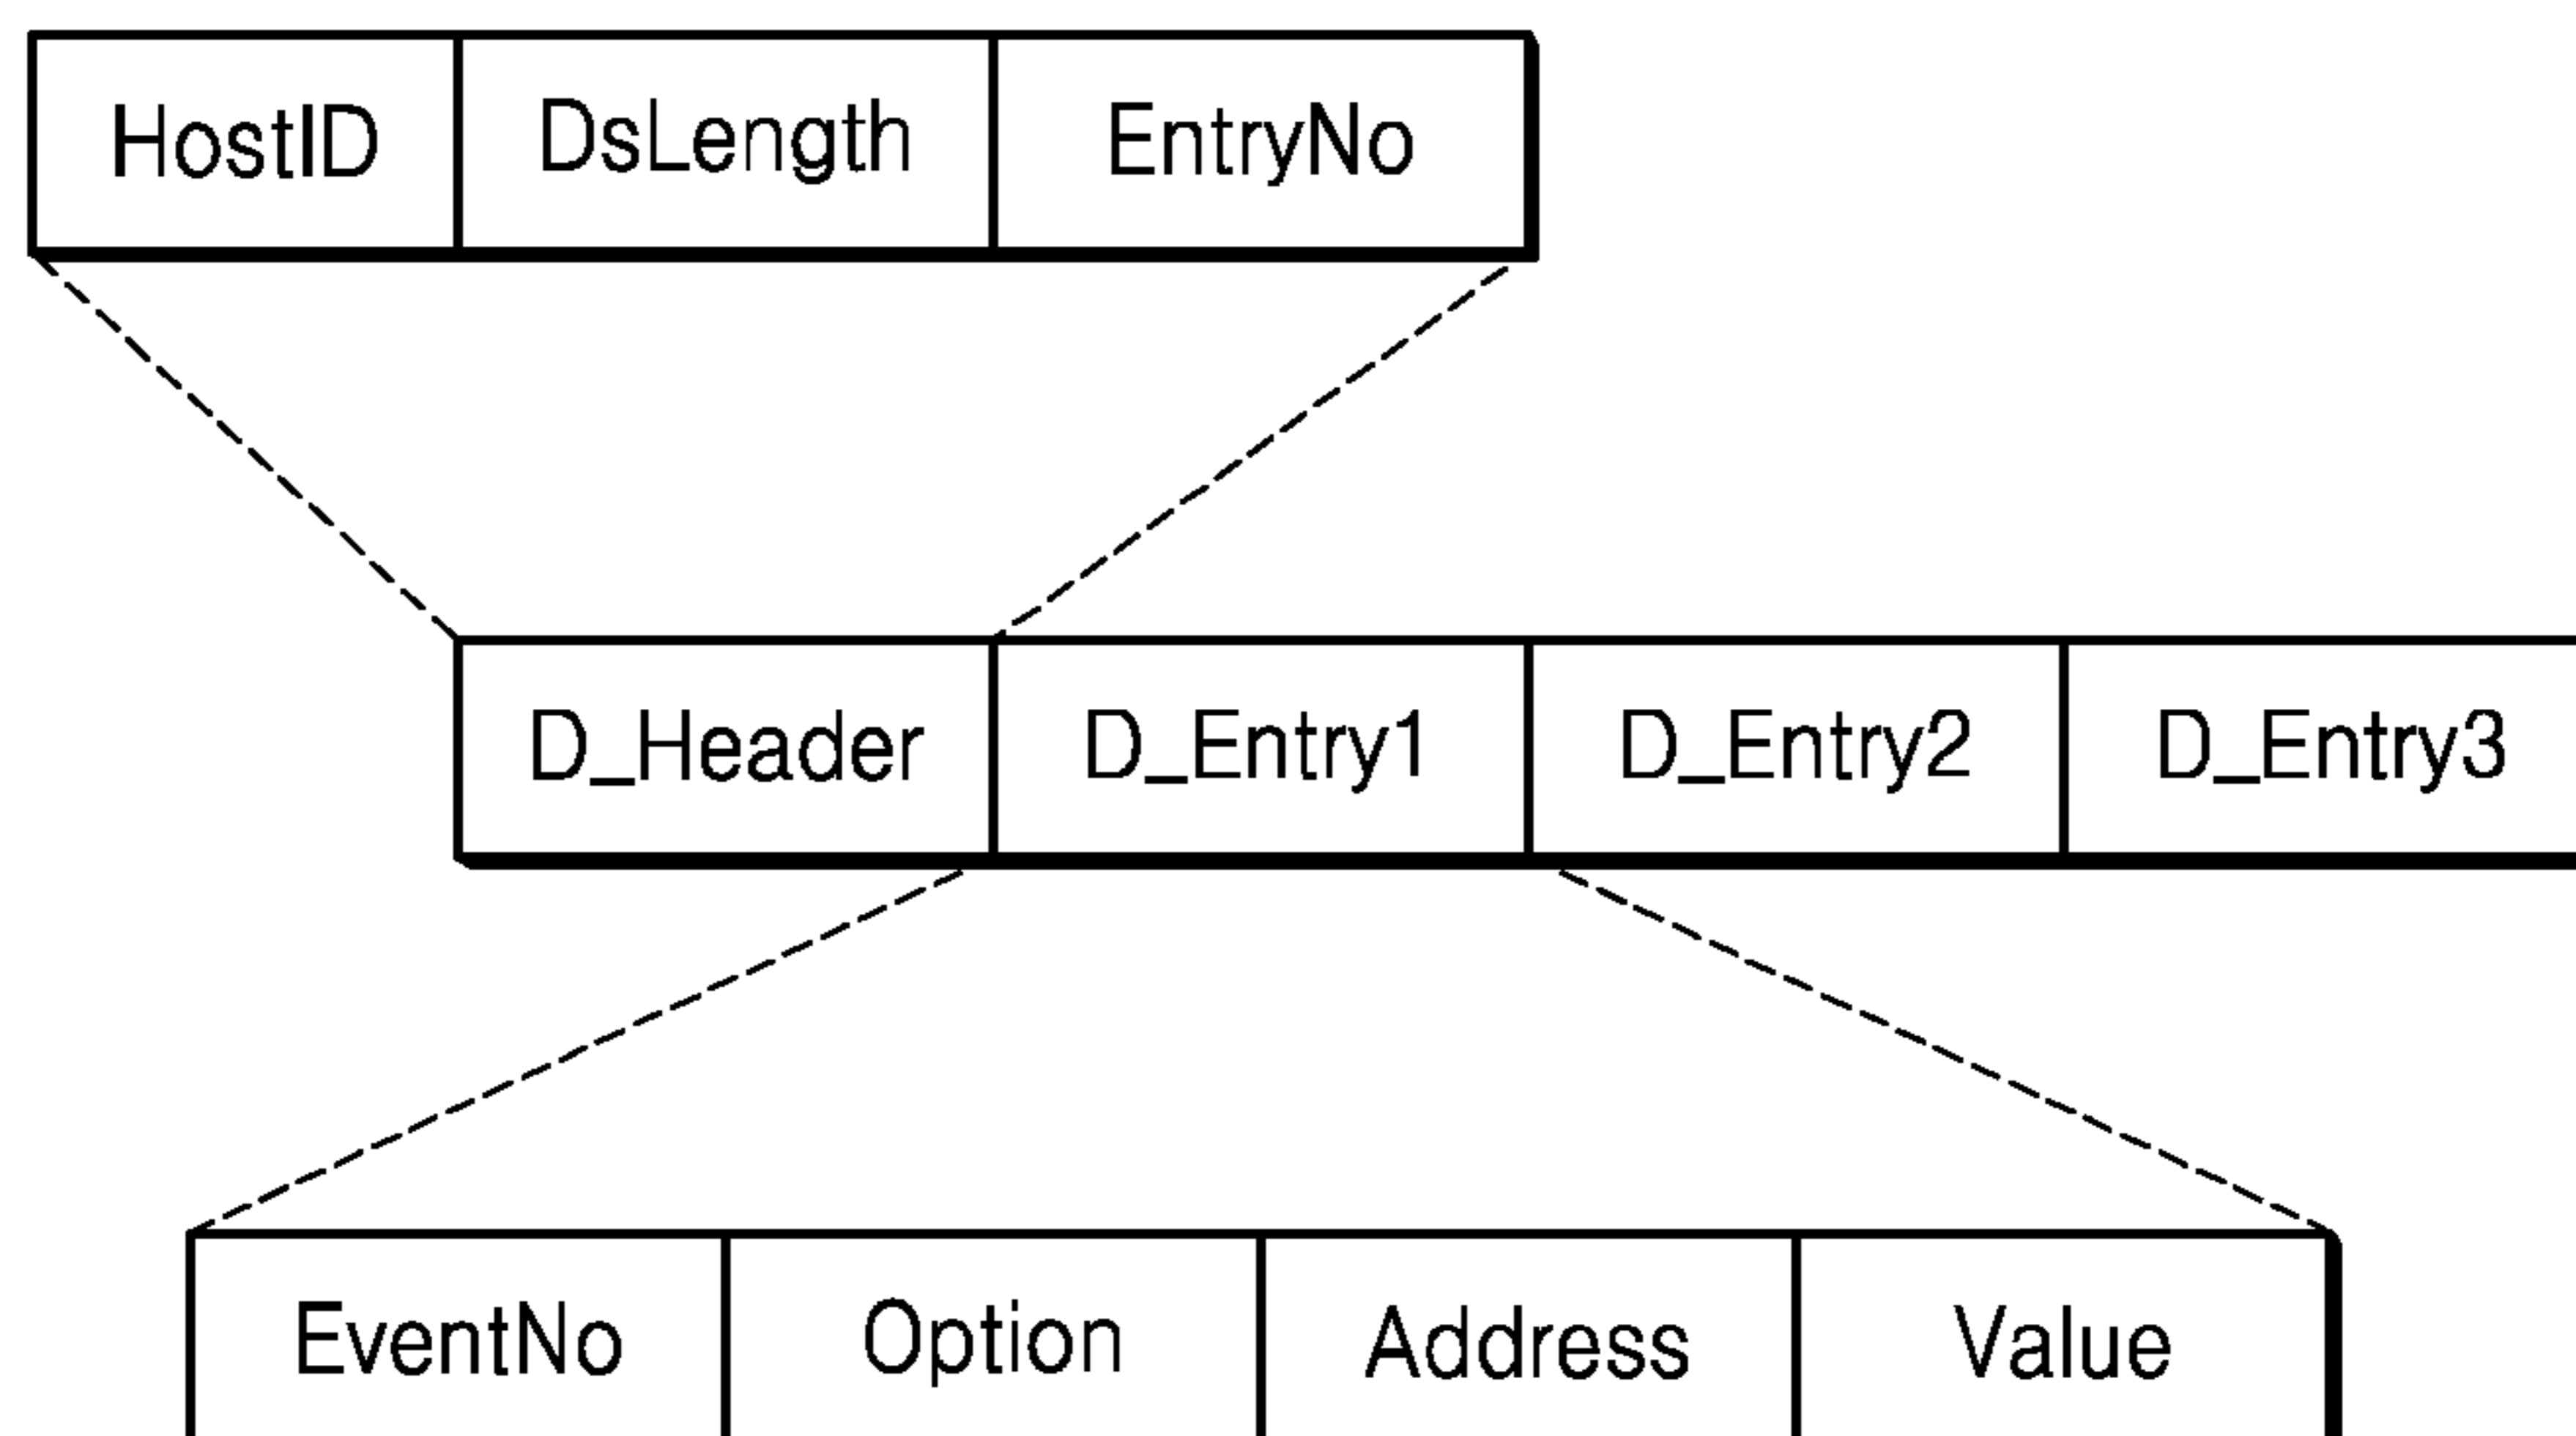 HostID DsLength EntryNo
D_Header D_Entry1 D_Entry2 D_Entry3
EventNo Option Address Value